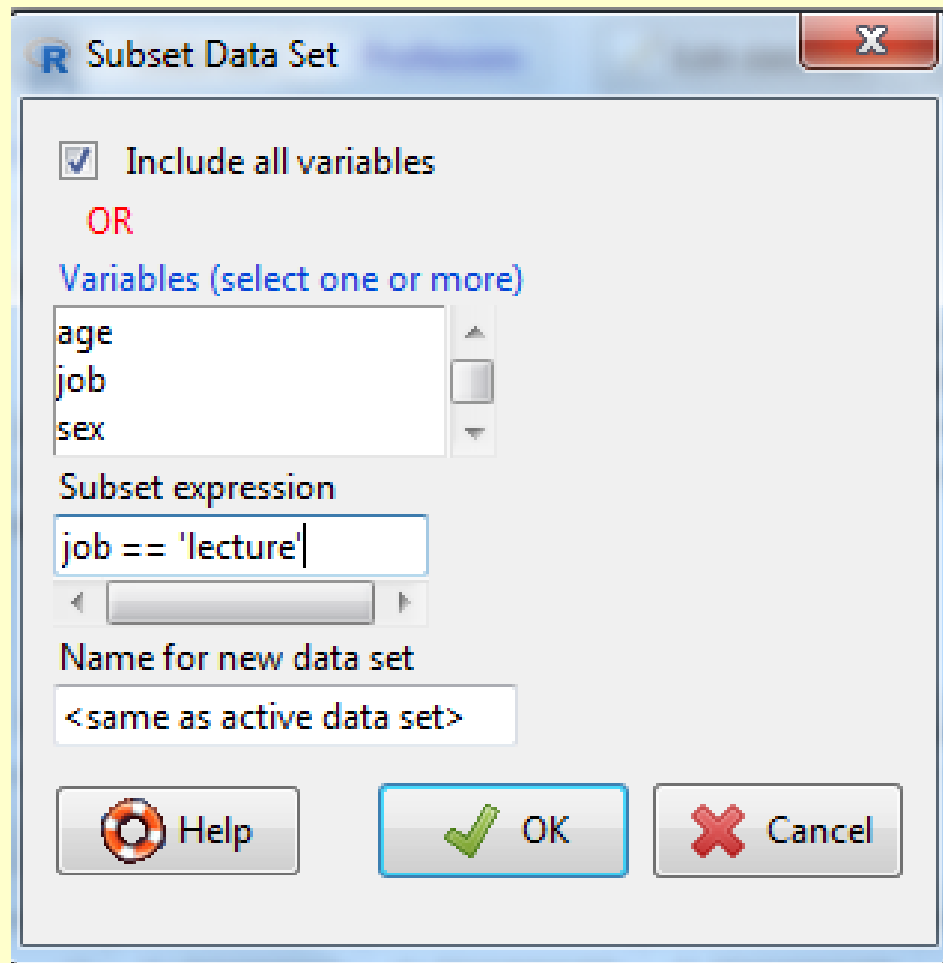 R Subset Data Set
Include all variables
OR
Variables (select one or more)
age
job
sex
Subset expression
job == 'lecture'
Name for new data set
<same as active data set>
Help OK Cancel